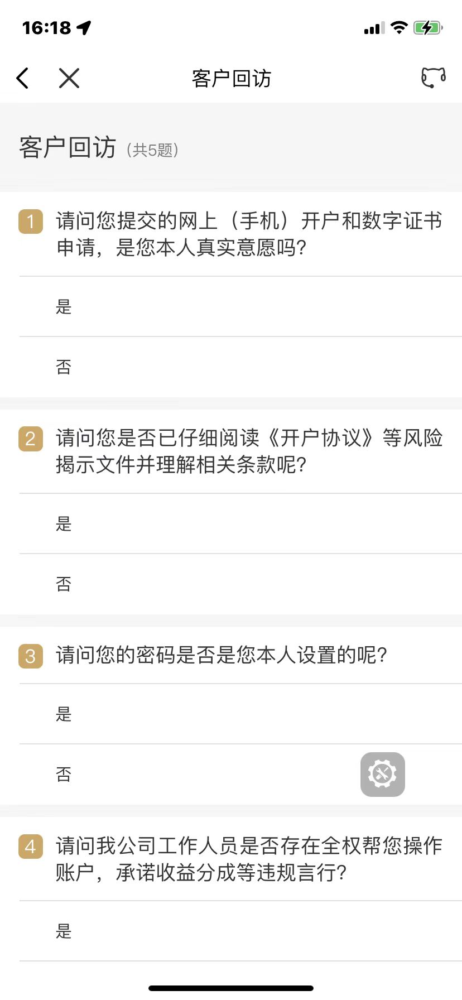 16:18
客户回访
客户回访（共5题）
1 请问您提交的网上（手机）开户和数字证书
申请，是您本人真实意愿吗?
是
否
2 请问您是否已仔细阅读《开户协议》等风险
揭示文件并理解相关条款呢?
是
否
3 请问您的密码是否是您本人设置的呢?
是
否
4 请问我公司工作人员是否存在全权帮您操作
账户，承诺收益分成等违规言行?
是